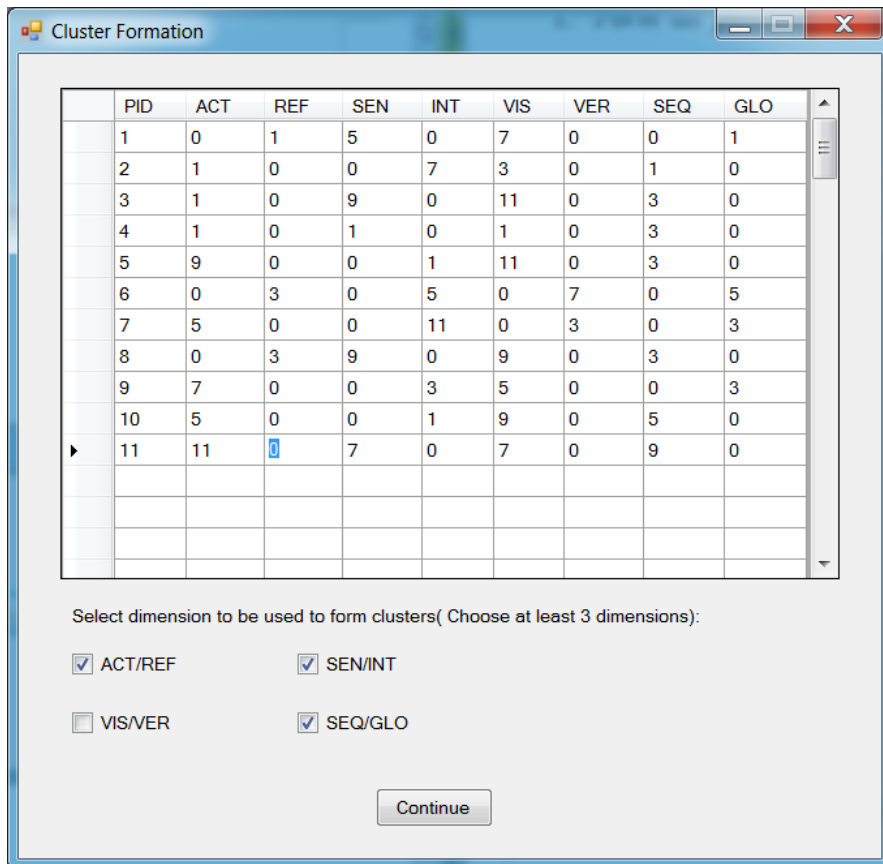 Cluster Formation
PID ACT REF SEN INT VIS VER SEQ GLO
1 0 1 5 0 7 0 0 1
2 1 0 0 7 3 0 1 0
3 1 0 9 0 11 0 3 0
4 1 0 1 0 1 0 3 0
5 9 0 0 1 11 0 3 0
6 0 3 0 5 0 7 0 5
7 5 0 0 11 0 3 0 3
8 0 3 9 0 9 0 3 0
9 7 0 0 3 5 0 0 3
10 5 0 0 1 9 0 5 0
11 11 0 7 0 7 0 9 0
Select dimension to be used to form clusters( Choose at least 3 dimensions):
ACT/REF SEN/INT
VIS/VER SEQ/GLO
Continue